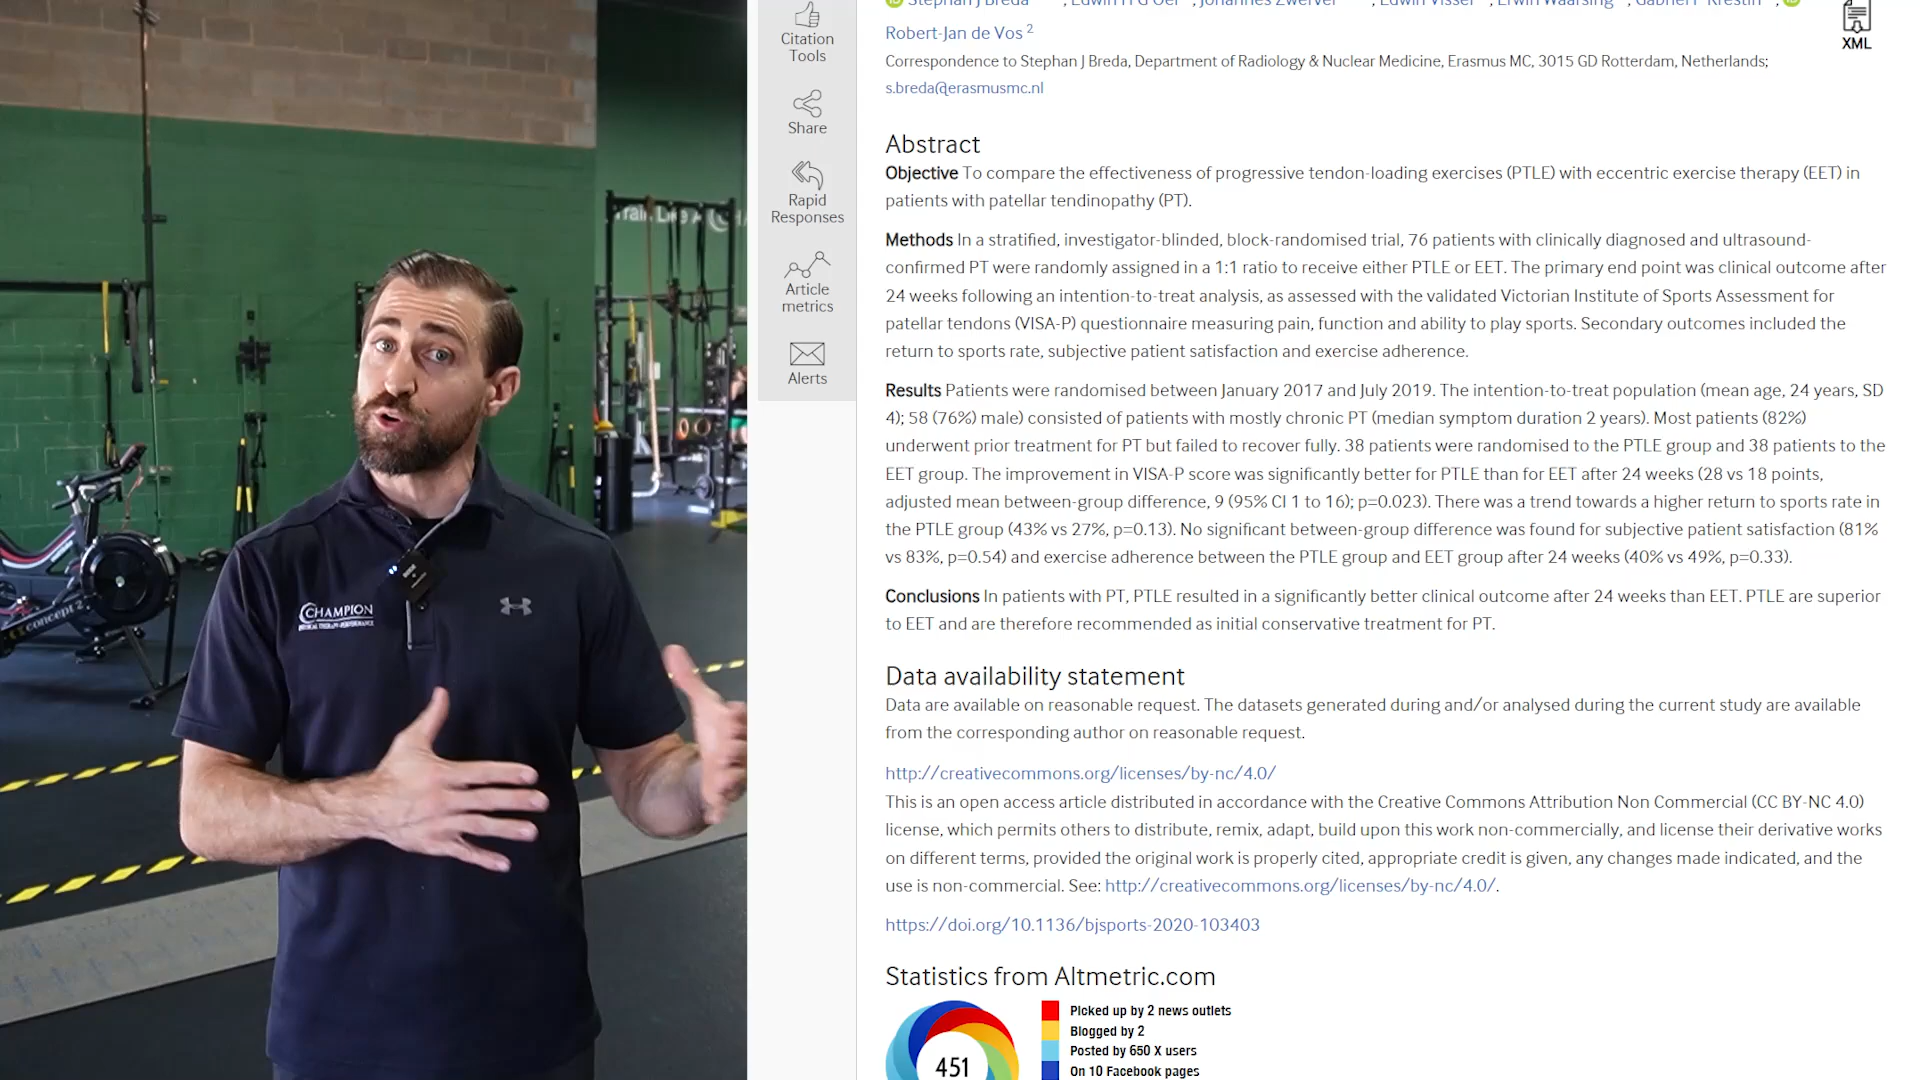 Stephan J Breda , Edwin H G Oei , Johannes Zwerver , Edwin Visser , Erwin Waarsing , Gabriel P Krestin ,
Robert-Jan de Vos 2
Correspondence to Stephan J Breda, Department of Radiology & Nuclear Medicine, Erasmus MC, 3015 GD Rotterdam, Netherlands;
s.breda@erasmusmc.nl
XML
Citation
Tools
Share
Rapid
Responses
Article
metrics
Alerts
Abstract
Objective To compare the effectiveness of progressive tendon-loading exercises (PTLE) with eccentric exercise therapy (EET) in
patients with patellar tendinopathy (PT).
Methods In a stratified, investigator-blinded, block-randomised trial, 76 patients with clinically diagnosed and ultrasound-
confirmed PT were randomly assigned in a 1:1 ratio to receive either PTLE or EET. The primary end point was clinical outcome after
24 weeks following an intention-to-treat analysis, as assessed with the validated Victorian Institute of Sports Assessment for
patellar tendons (VISA-P) questionnaire measuring pain, function and ability to play sports. Secondary outcomes included the
return to sports rate, subjective patient satisfaction and exercise adherence.
Results Patients were randomised between January 2017 and July 2019. The intention-to-treat population (mean age, 24 years, SD
4); 58 (76%) male) consisted of patients with mostly chronic PT (median symptom duration 2 years). Most patients (82%)
underwent prior treatment for PT but failed to recover fully. 38 patients were randomised to the PTLE group and 38 patients to the
EET group. The improvement in VISA-P score was significantly better for PTLE than for EET after 24 weeks (28 vs 18 points,
adjusted mean between-group difference, 9 (95% CI 1 to 16); p=0.023). There was a trend towards a higher return to sports rate in
the PTLE group (43% vs 27%, p=0.13). No significant between-group difference was found for subjective patient satisfaction (81%
vs 83%, p=0.54) and exercise adherence between the PTLE group and EET group after 24 weeks (40% vs 49%, p=0.33).
Conclusions In patients with PT, PTLE resulted in a significantly better clinical outcome after 24 weeks than EET. PTLE are superior
to EET and are therefore recommended as initial conservative treatment for PT.
Data availability statement
Data are available on reasonable request. The datasets generated during and/or analysed during the current study are available
from the corresponding author on reasonable request.
http://creativecommons.org/licenses/by-nc/4.0/
This is an open access article distributed in accordance with the Creative Commons Attribution Non Commercial (CC BY-NC 4.0)
license, which permits others to distribute, remix, adapt, build upon this work non-commercially, and license their derivative works
on different terms, provided the original work is properly cited, appropriate credit is given, any changes made indicated, and the
use is non-commercial. See: http://creativecommons.org/licenses/by-nc/4.0/.
https://doi.org/10.1136/bjsports-2020-103403
Statistics from Altmetric.com
451
Picked up by 2 news outlets
Blogged by 2
Posted by 650 X users
On 10 Facebook pages
CHAMPION
PHYSICAL THERAPY+PERFORMANCE
concept 2
Train Like A CHA